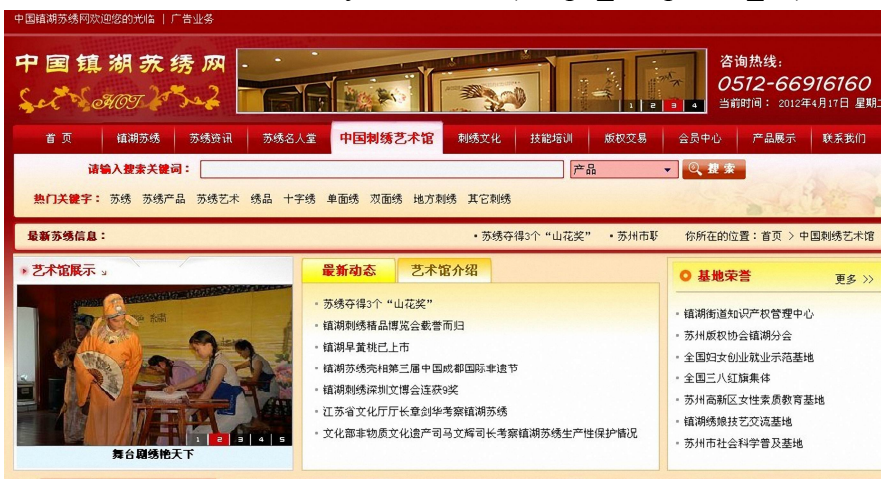 中国镇湖苏绣网欢迎您的光临 | 广告业务
中国镇湖苏绣网
HOT
1 2 3 4
咨询热线:
0512-66916160
当前时间: 2012年4月17日 星期二
首 页 镇湖苏绣 苏绣资讯 苏绣名人堂 中国刺绣艺术馆 刺绣文化 技能培训 版权交易 会员中心 产品展示 联系我们
请输入搜索关键词: 产品 搜 索
热门关键字: 苏绣 苏绣产品 苏绣艺术 绣品 十字绣 单面绣 双面绣 地方刺绣 其它刺绣
最新苏绣信息: • 苏绣夺得3个“山花奖” • 苏州市耶 你所在的位置:首页 > 中国刺绣艺术馆
艺术馆展示
1 2 3 4 5
舞台剧绣艳天下
最新动态 艺术馆介绍
苏绣夺得3个“山花奖”
镇湖刺绣精品博览会载誉而归
镇湖早黄桃已上市
镇湖苏绣亮相第三届中国成都国际非遗节
镇湖刺绣深圳文博会连获9奖
江苏省文化厅厅长章剑华考察镇湖苏绣
文化部非物质文化遗产司马文辉司长考察镇湖苏绣生产性保护情况
基地荣誉 更多 >>
镇湖街道知识产权管理中心
苏州版权协会镇湖分会
全国妇女创业就业示范基地
全国三八红旗集体
苏州高新区女性素质教育基地
镇湖绣娘技艺交流基地
苏州市社会科学普及基地